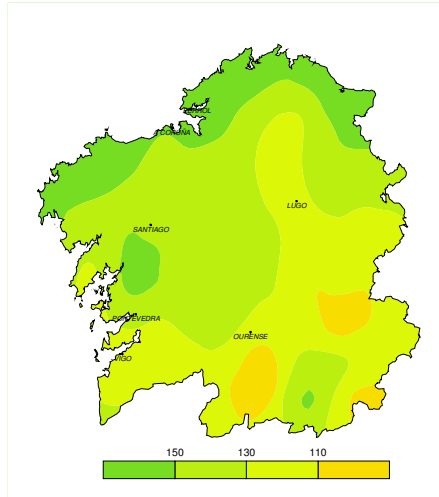 FERROL
A CORUÑA
LUGO
SANTIAGO
PONTEVEDRA
OURENSE
VIGO
150 130 110